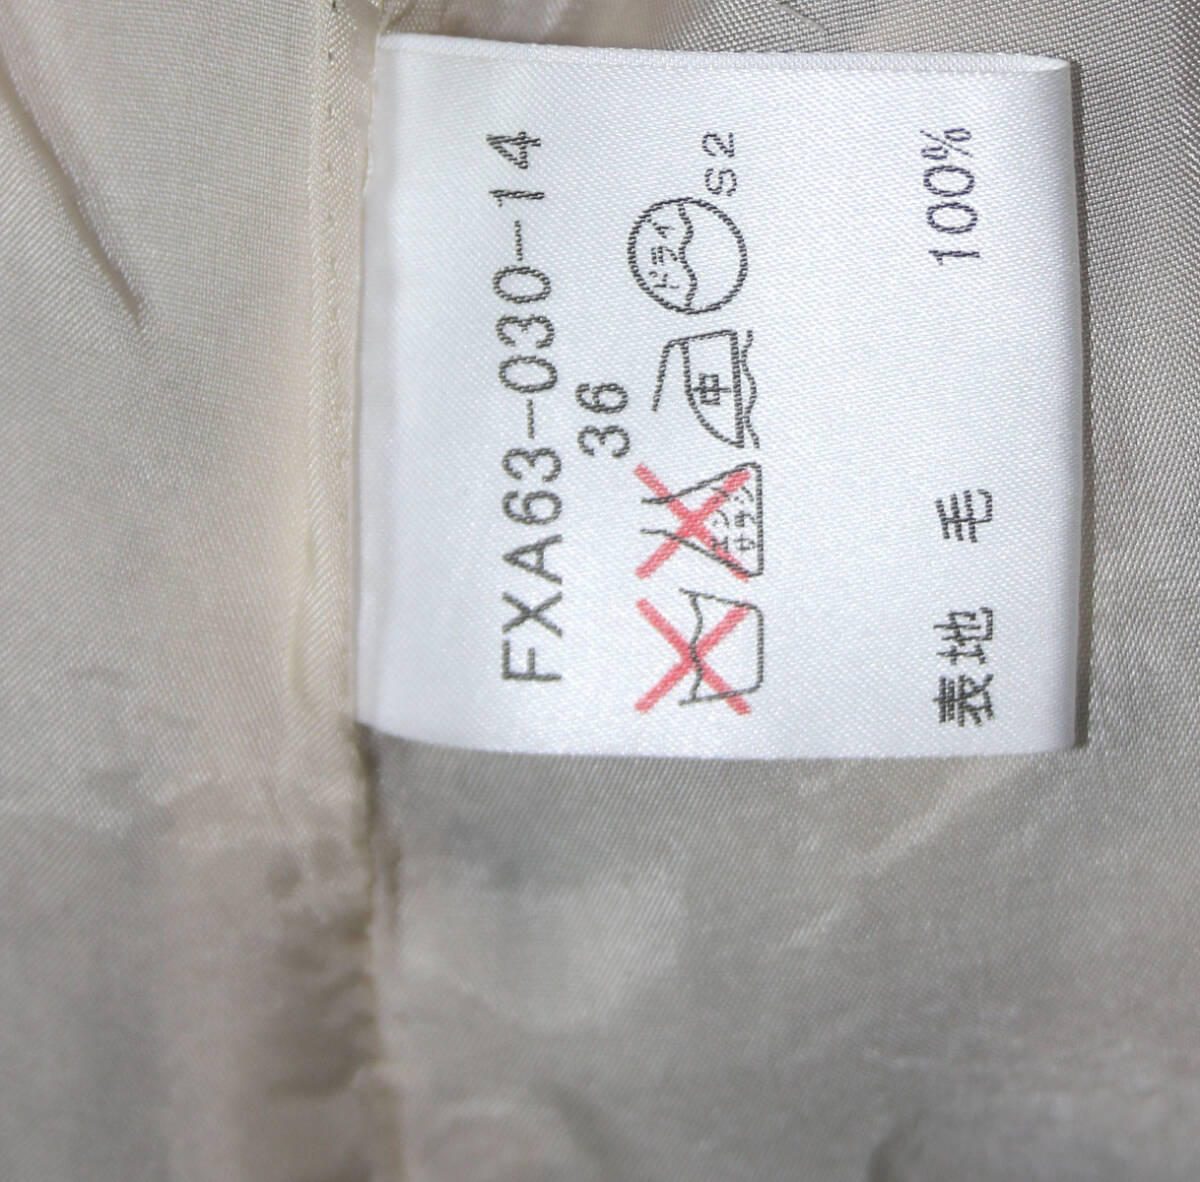 FXA63-030-14
36
エンソ
サラシ
中
ドライ
S2
表地 毛 100%